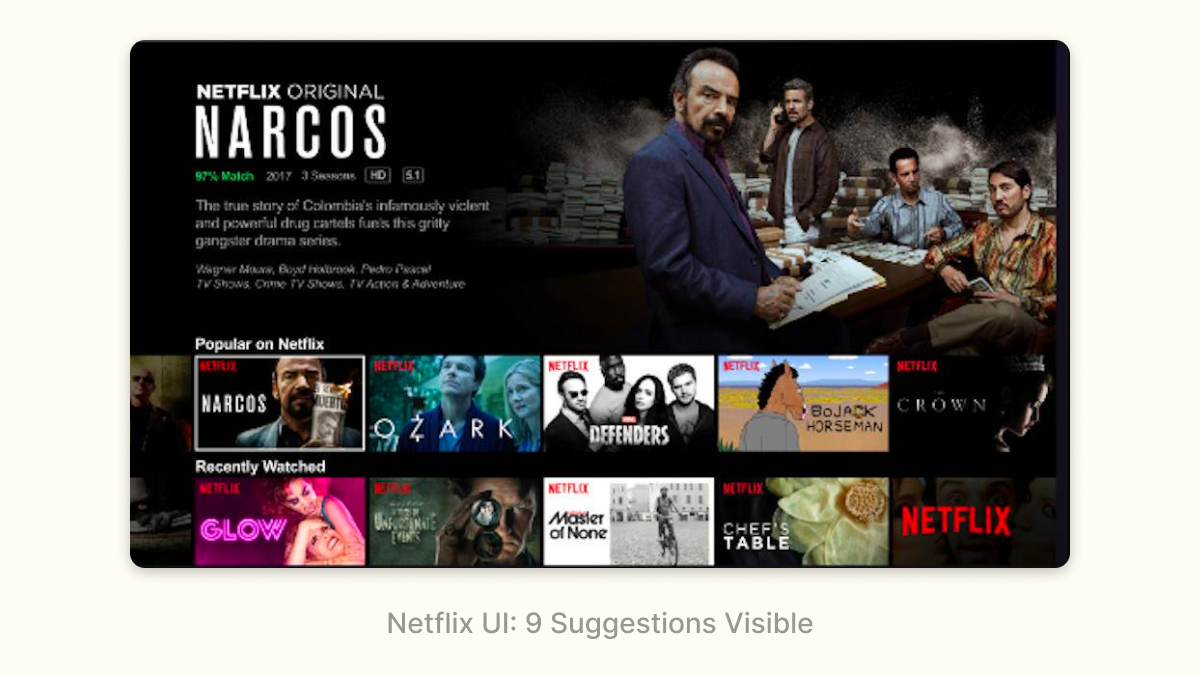 NETFLIX ORIGINAL
NARCOS
97% Match 2017 3 Seasons HD 5.1
The true story of Colombia's infamously violent
and powerful drug cartels fuels this gritty
gangster drama series.
Wagner Moura, Boyd Holbrook, Pedro Pascal
TV Shows, Crime TV Shows, TV Action & Adventure
Popular on Netflix
NETFLIX NETFLIX NETFLIX NETFLIX NETFLIX
NARCOS OZARK MARVEL DEFENDERS BOJACK HORSEMAN CROWN
Recently Watched
NETFLIX NETFLIX NETFLIX NETFLIX
GLOW UNFORTUNATE EVENTS Master of None CHEF'S TABLE NETFLIX
Netflix UI: 9 Suggestions Visible